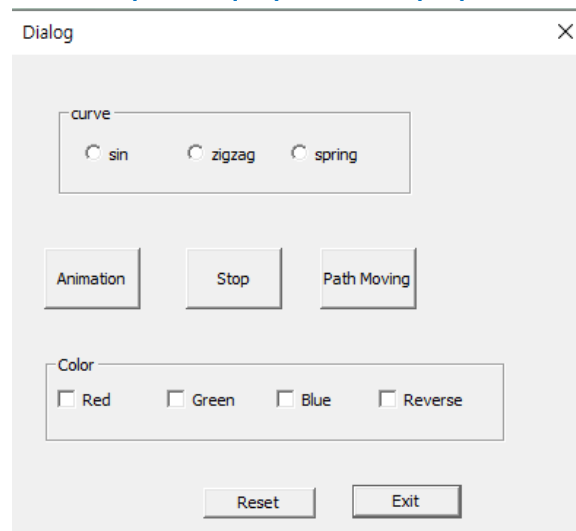 Dialog
curve
sin zigzag spring
Animation Stop Path Moving
Color
Red Green Blue Reverse
Reset Exit